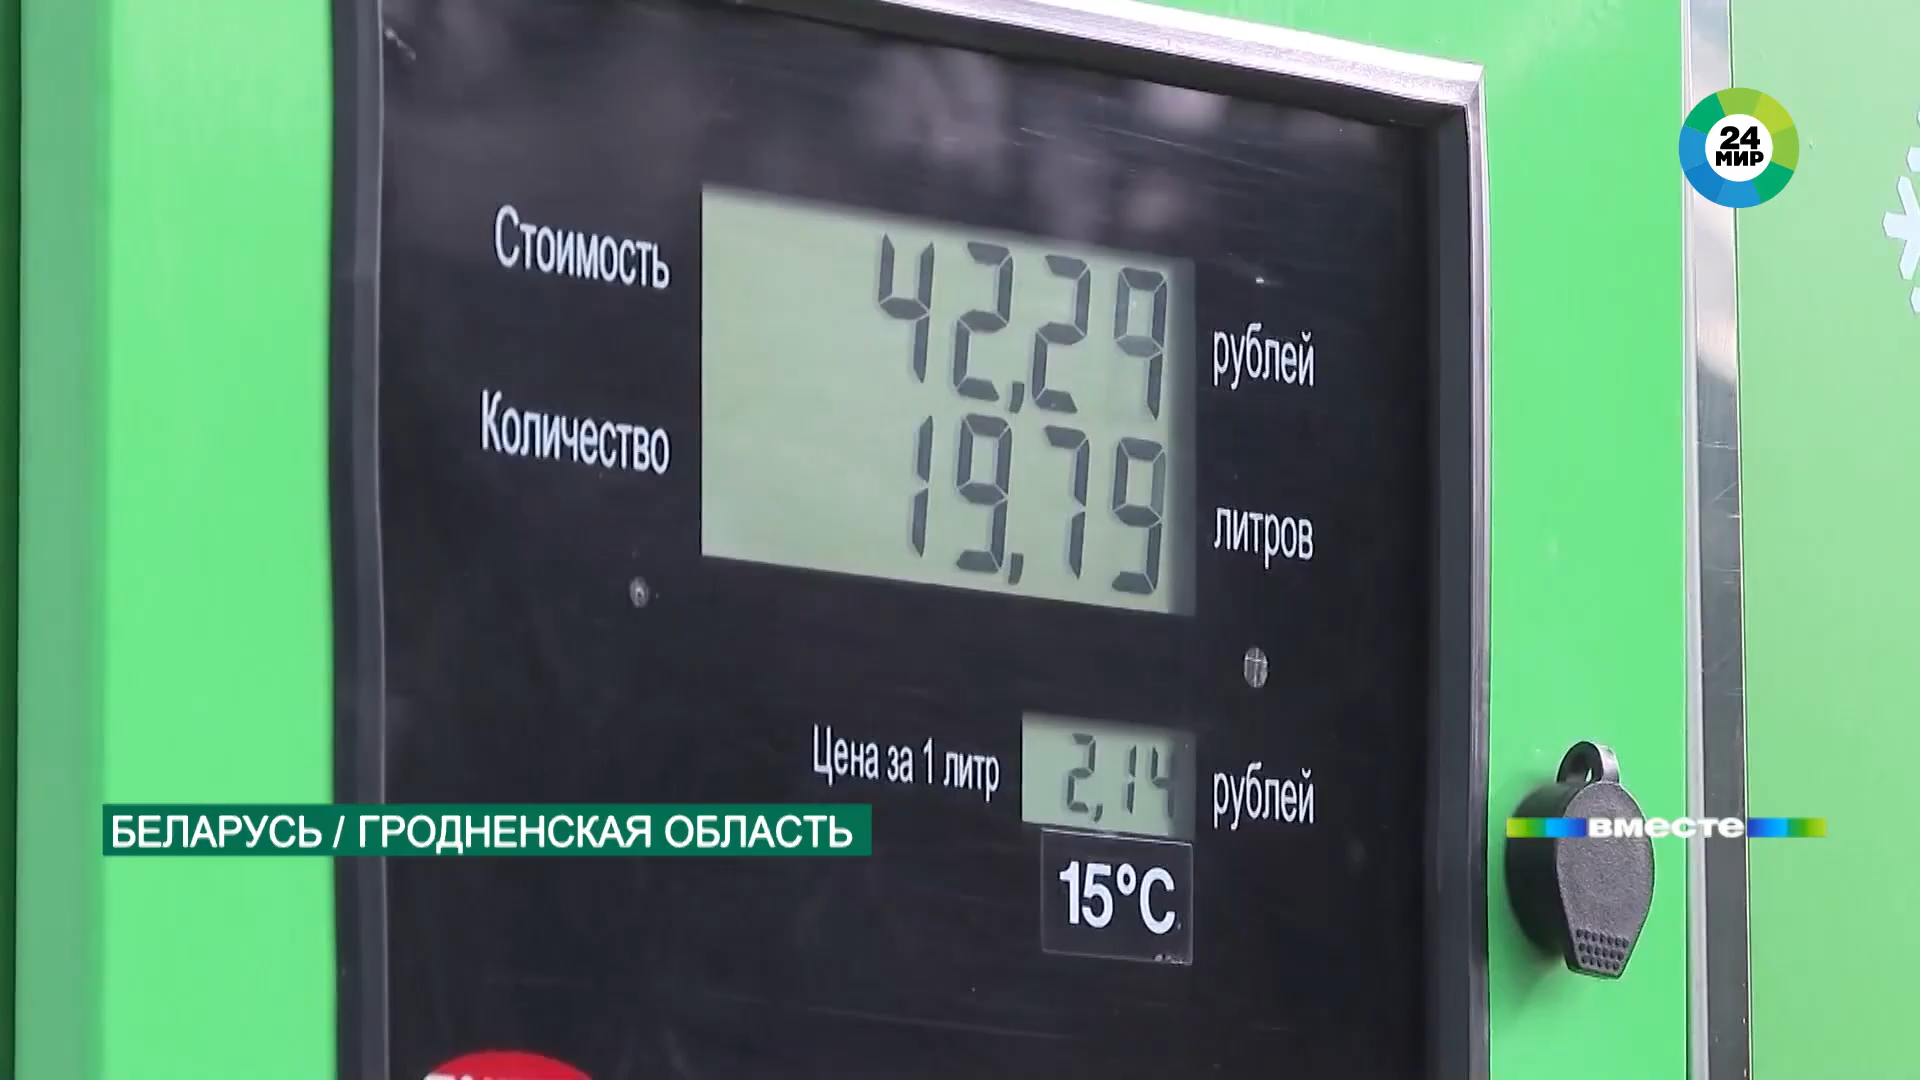 24
МИР
Стоимость 42,29 рублей
Количество 19,79 литров
Цена за 1 литр 2,14 рублей
15°C
БЕЛАРУСЬ / ГРОДНЕНСКАЯ ОБЛАСТЬ
вместе